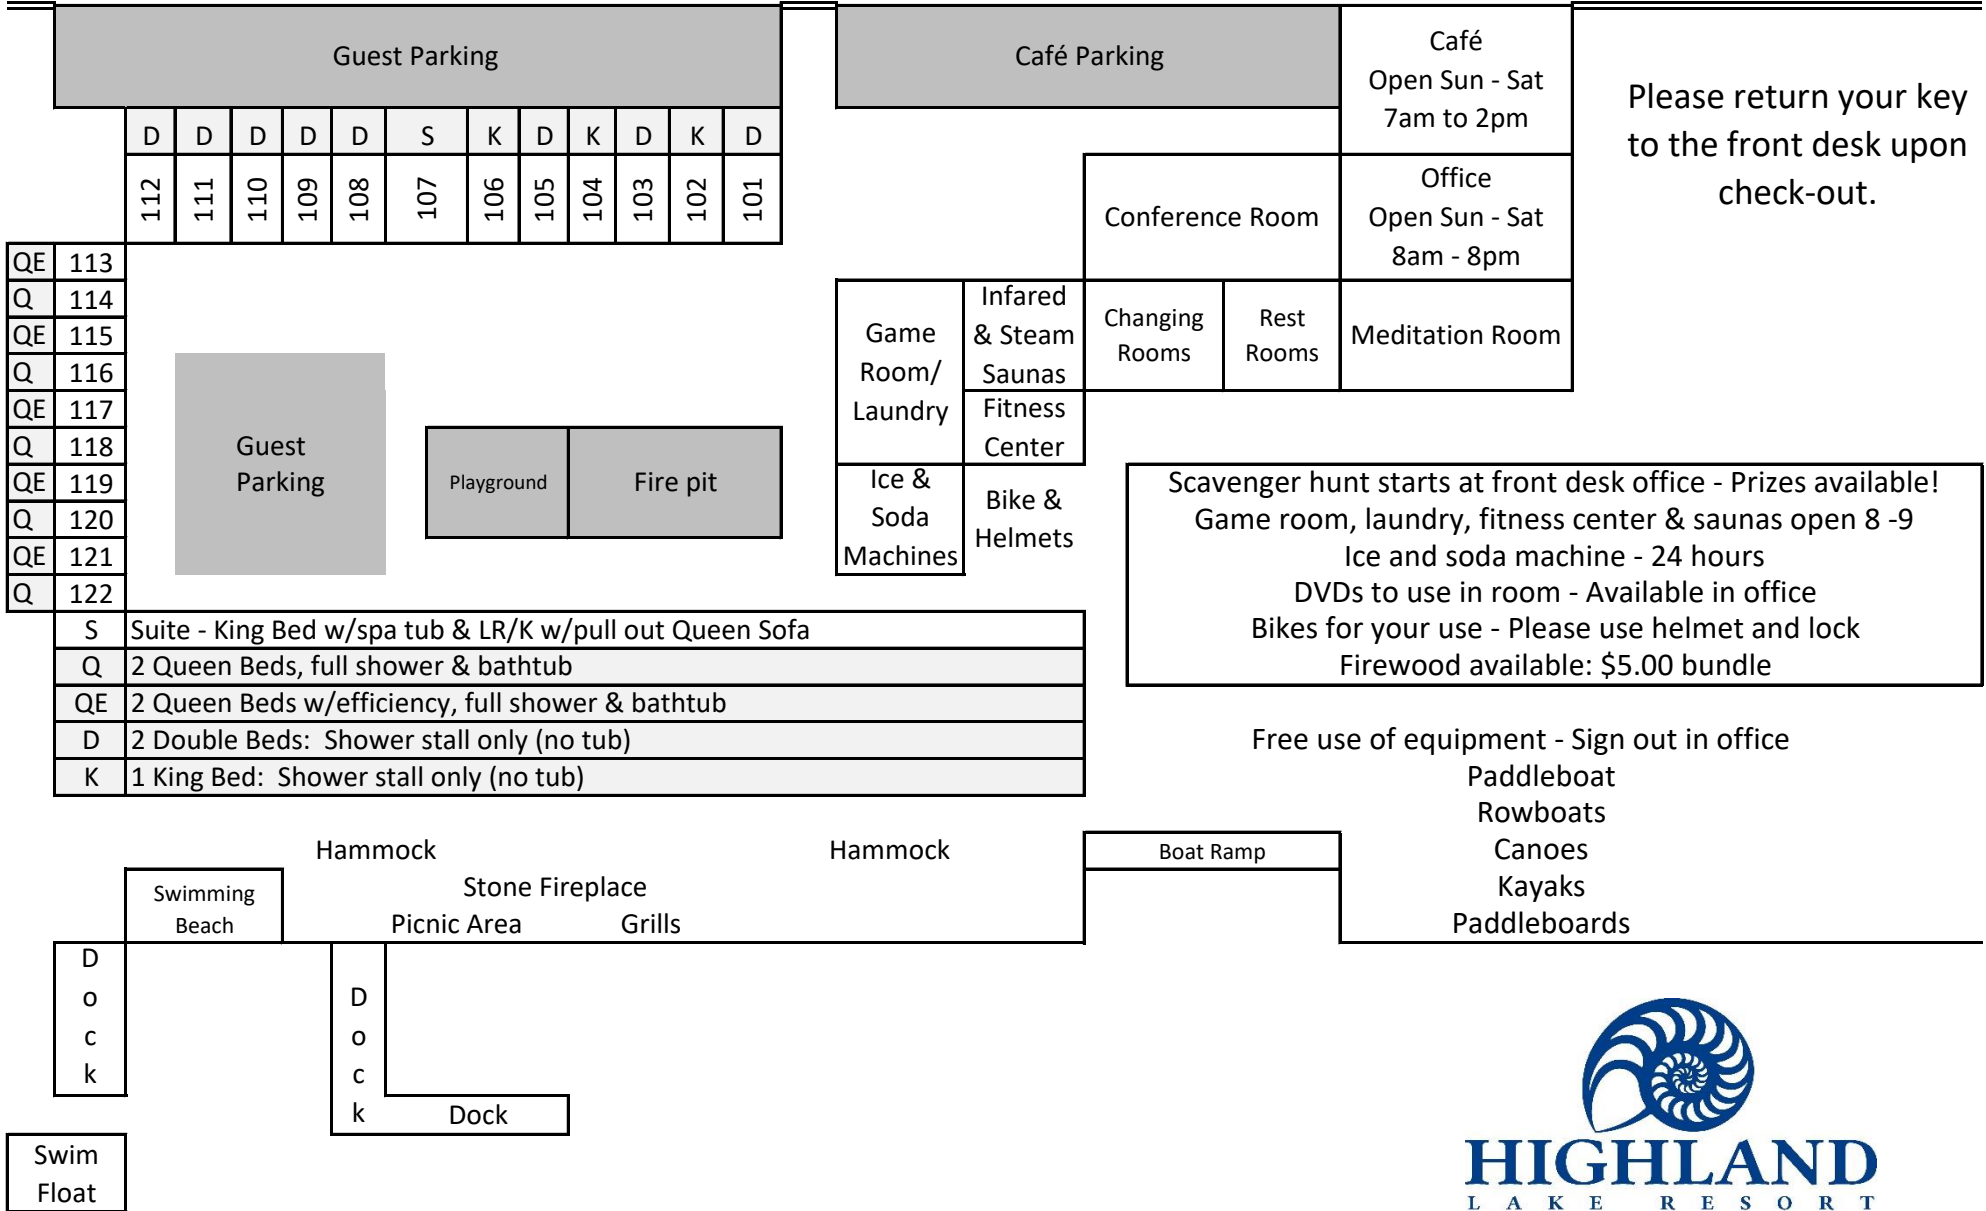 Guest Parking
Café Parking
Café
Open Sun - Sat
7am to 2pm
Please return your key
to the front desk upon
check-out.
D D D D D S K D K D K D
112 111 110 109 108 107 106 105 104 103 102 101
Conference Room
Office
Open Sun - Sat
8am - 8pm
QE 113
Q 114
QE 115
Q 116
QE 117
Q 118
QE 119
Q 120
QE 121
Q 122
Guest
Parking
Playground
Fire pit
Game
Room/
Laundry
Infared
& Steam
Saunas
Changing
Rooms
Rest
Rooms
Meditation Room
Fitness
Center
Ice &
Soda
Machines
Bike &
Helmets
Scavenger hunt starts at front desk office - Prizes available!
Game room, laundry, fitness center & saunas open 8 -9
Ice and soda machine - 24 hours
DVDs to use in room - Available in office
Bikes for your use - Please use helmet and lock
Firewood available: $5.00 bundle
S Suite - King Bed w/spa tub & LR/K w/pull out Queen Sofa
Q 2 Queen Beds, full shower & bathtub
QE 2 Queen Beds w/efficiency, full shower & bathtub
D 2 Double Beds: Shower stall only (no tub)
K 1 King Bed: Shower stall only (no tub)
Free use of equipment - Sign out in office
Paddleboat
Rowboats
Canoes
Kayaks
Paddleboards
Hammock
Hammock
Boat Ramp
Swimming
Beach
Stone Fireplace
Picnic Area
Grills
Dock
Dock
Dock
Swim
Float
HIGHLAND
LAKE RESORT